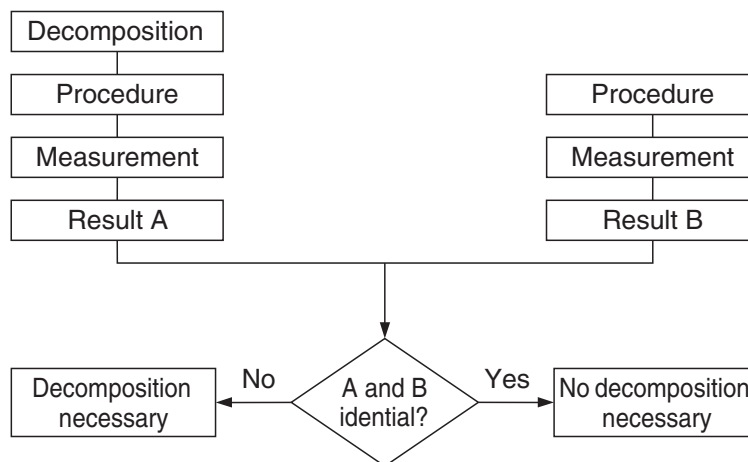 Decomposition
Procedure
Procedure
Measurement
Measurement
Result A
Result B
No
Yes
Decomposition
necessary
A and B
idential?
No decomposition
necessary